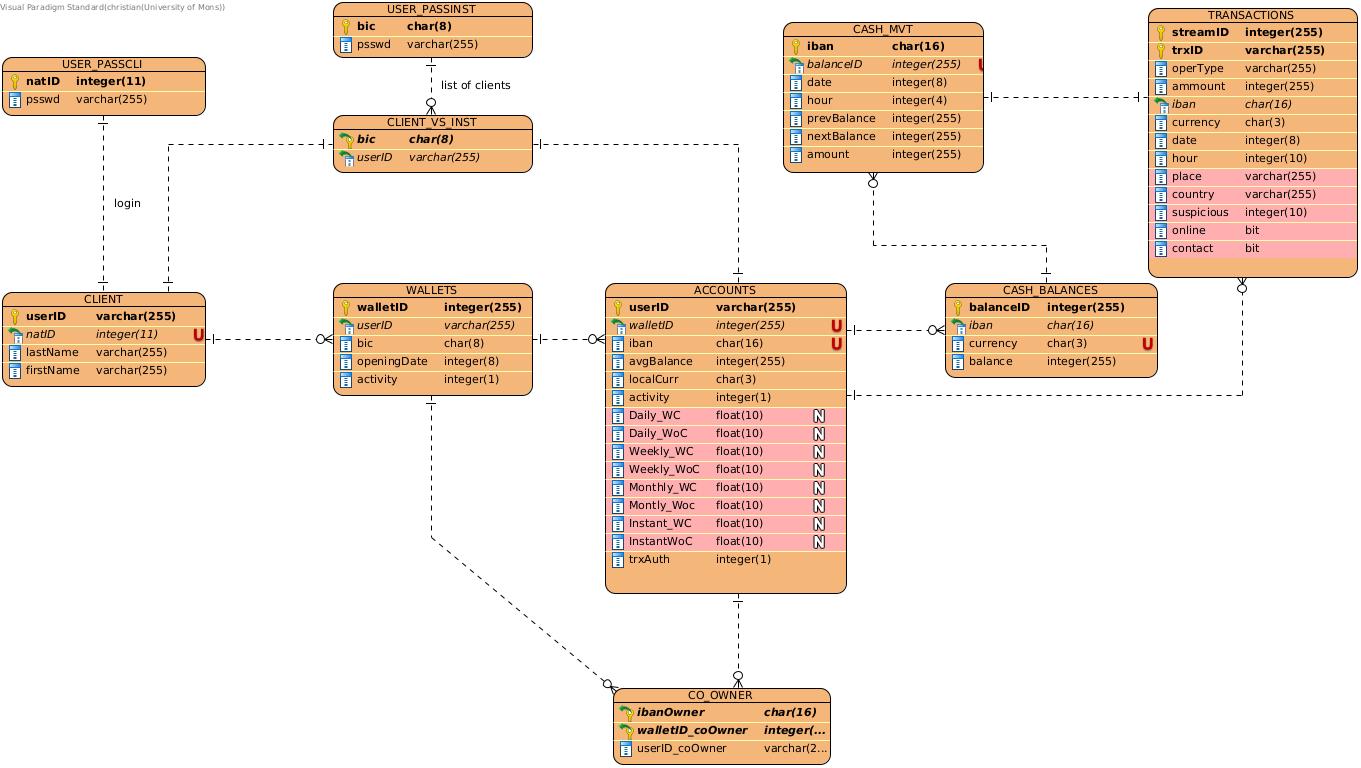 Visual Paradigm Standard(christian(University of Mons))
USER_PASSINST
bic char(8)
psswd varchar(255)
list of clients
USER_PASSCLI
natID integer(11)
psswd varchar(255)
login
CLIENT_VS_INST
bic char(8)
userID varchar(255)
CASH_MVT
iban char(16)
balanceID integer(255) U
date integer(8)
hour integer(4)
prevBalance integer(255)
nextBalance integer(255)
amount integer(255)
TRANSACTIONS
streamID integer(255)
trxID varchar(255)
operType varchar(255)
ammount integer(255)
iban char(16)
currency char(3)
date integer(8)
hour integer(10)
place varchar(255)
country varchar(255)
suspicious integer(10)
online bit
contact bit
CLIENT
userID varchar(255)
natID integer(11) U
lastName varchar(255)
firstName varchar(255)
WALLETS
walletID integer(255)
userID varchar(255)
bic char(8)
openingDate integer(8)
activity integer(1)
ACCOUNTS
userID varchar(255)
walletID integer(255) U
iban char(16) U
avgBalance integer(255)
localCurr char(3)
activity integer(1)
Daily_WC float(10) N
Daily_WoC float(10) N
Weekly_WC float(10) N
Weekly_WoC float(10) N
Monthly_WC float(10) N
Montly_Woc float(10) N
Instant_WC float(10) N
InstantWoC float(10) N
trxAuth integer(1)
CASH_BALANCES
balanceID integer(255)
iban char(16)
currency char(3) U
balance integer(255)
CO_OWNER
ibanOwner char(16)
walletID_coOwner integer(...
userID_coOwner varchar(2...